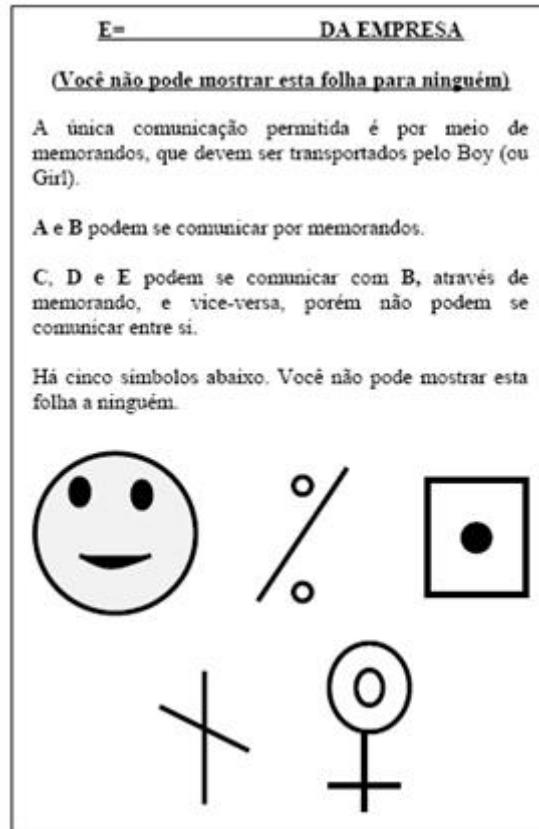 E= DA EMPRESA
(Você não pode mostrar esta folha para ninguém)
A única comunicação permitida é por meio de
memorandos, que devem ser transportados pelo Boy (ou
Girl).
A e B podem se comunicar por memorandos.
C, D e E podem se comunicar com B, através de
memorando, e vice-versa, porém não podem se
comunicar entre si.
Há cinco símbolos abaixo. Você não pode mostrar esta
folha a ninguém.